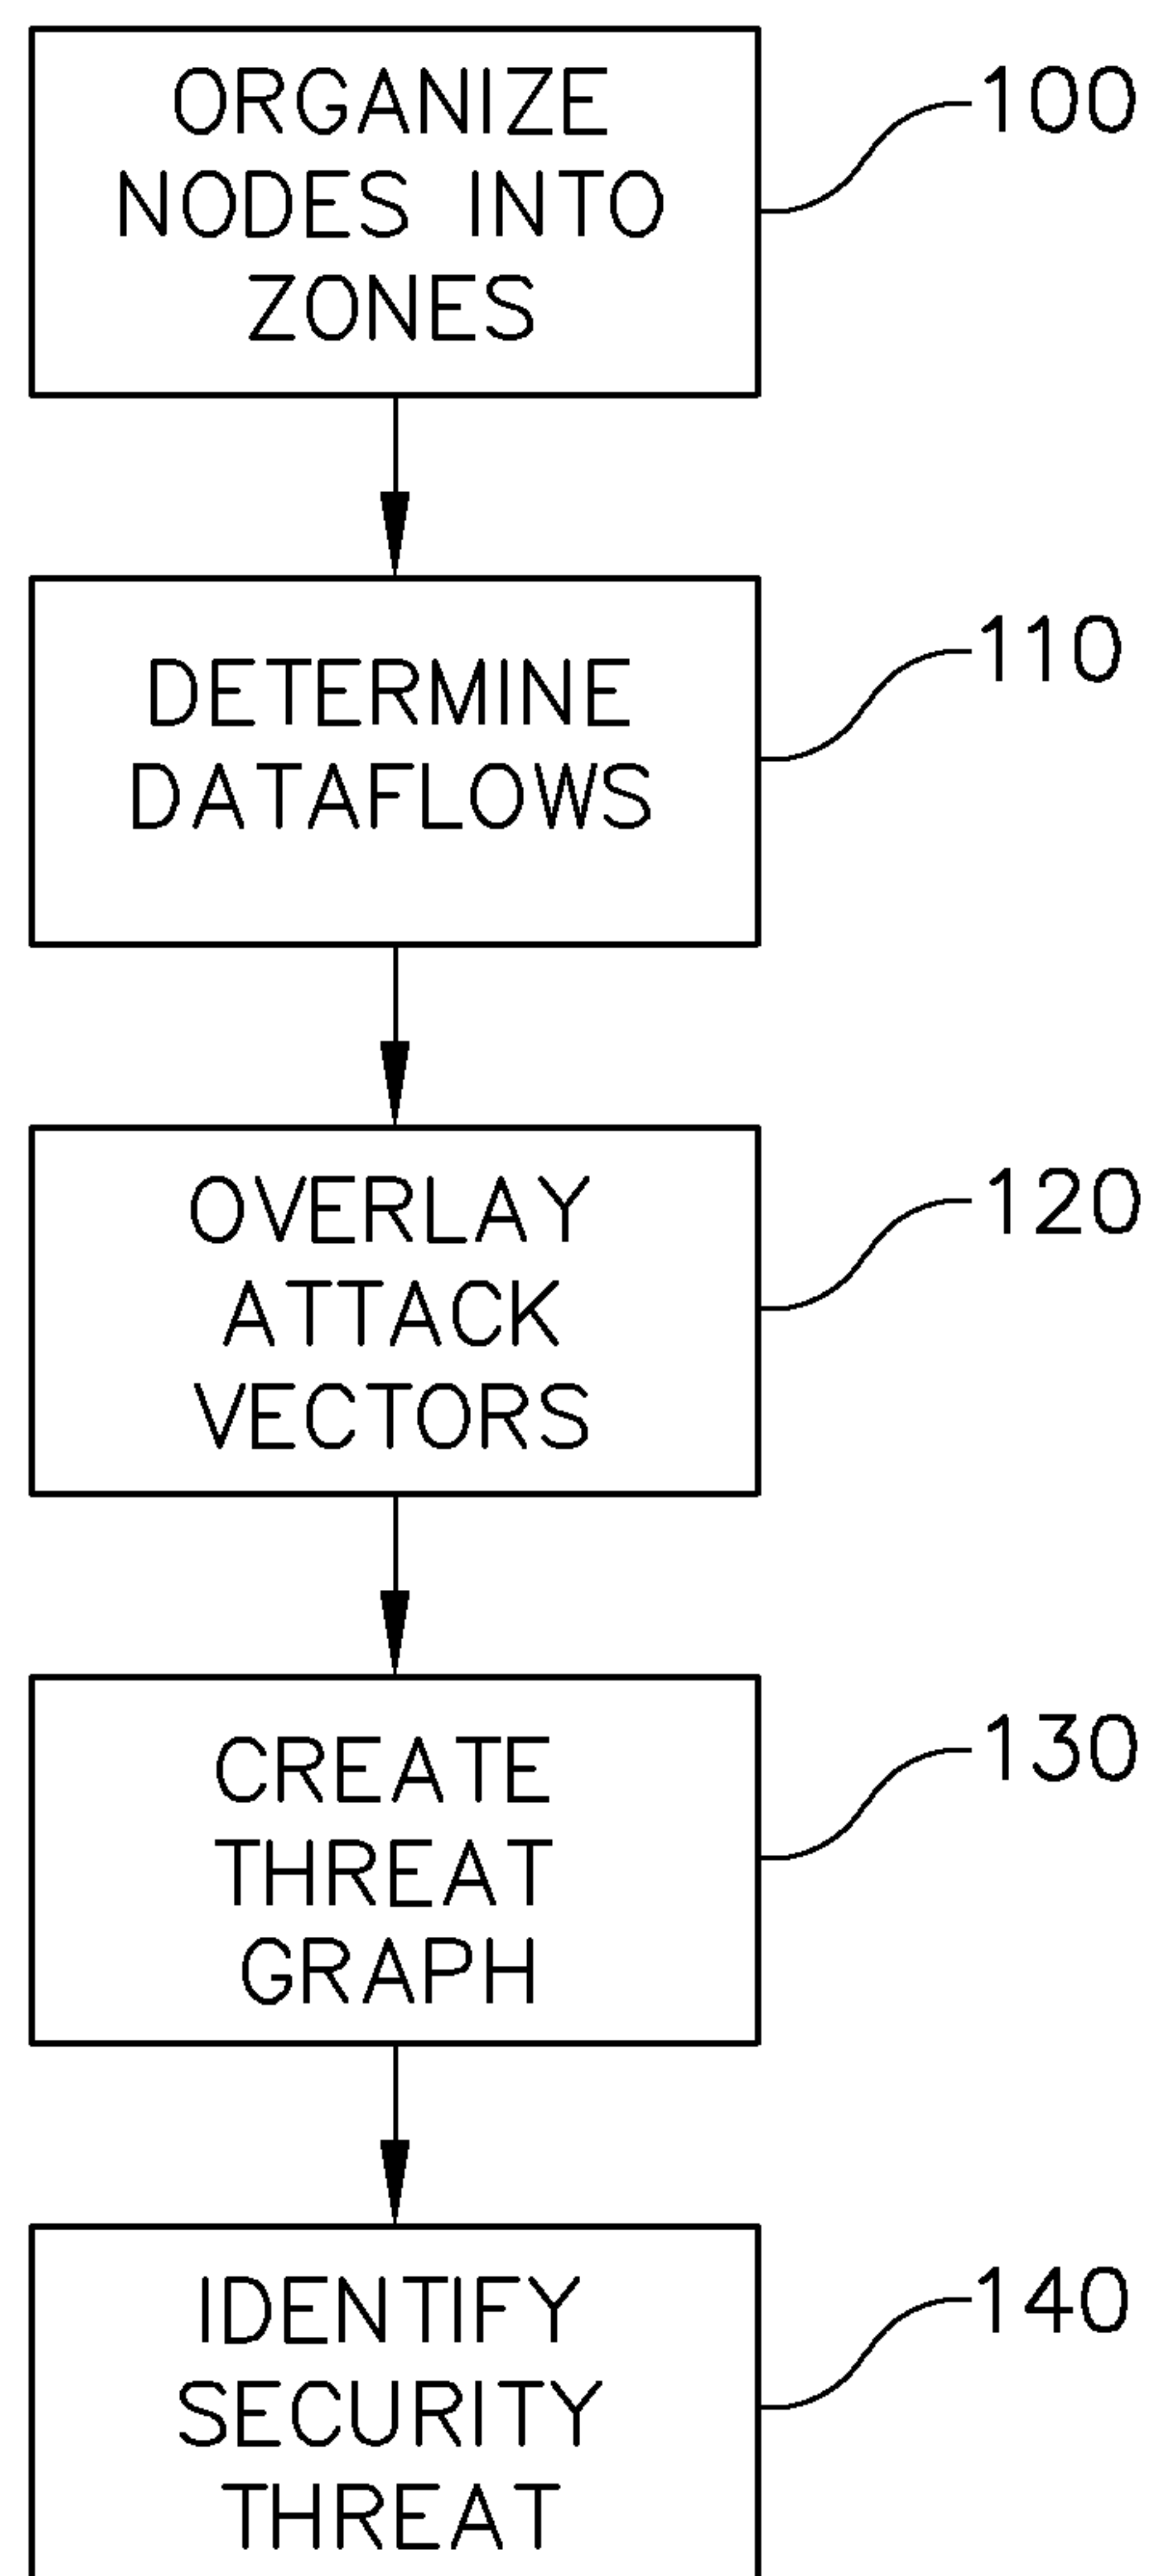 ORGANIZE
NODES INTO
ZONES
100
DETERMINE
DATAFLOWS
110
OVERLAY
ATTACK
VECTORS
120
CREATE
THREAT
GRAPH
130
IDENTIFY
SECURITY
THREAT
140